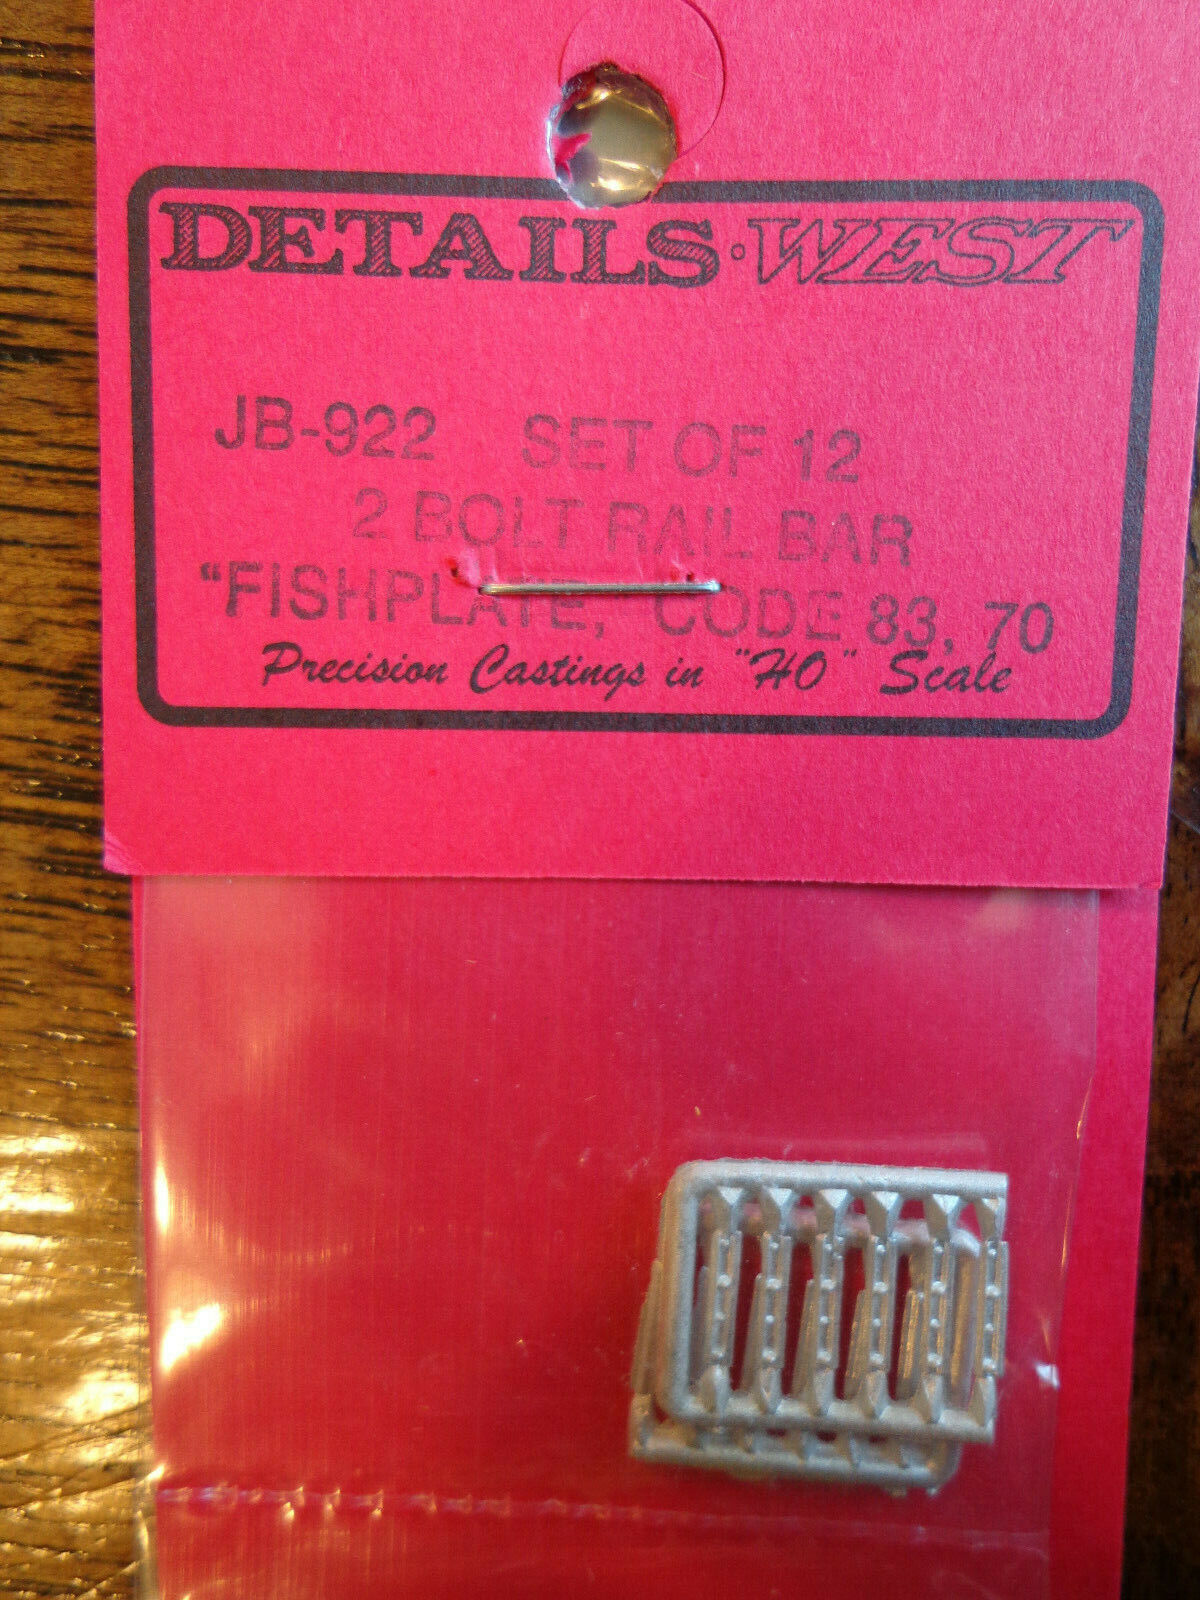 DETAILS WEST
JB-922 SET OF 12
2 BOLT RAIL BAR
"FISHPLATE, CODE 83, 70
Precision Castings in "HO" Scale